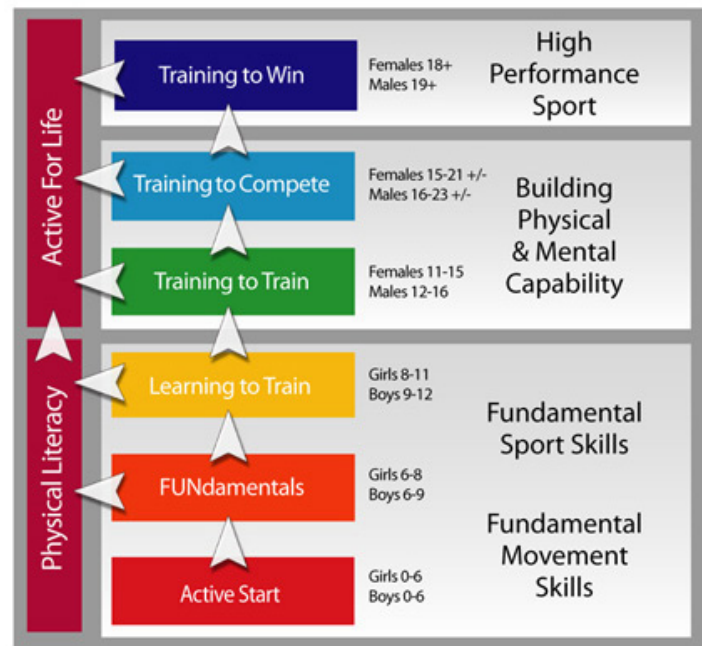 Active For Life
Physical Literacy
Training to Win
Females 18+
Males 19+
High
Performance
Sport
Training to Compete
Females 15-21 +/-
Males 16-23 +/-
Building
Physical
& Mental
Capability
Training to Train
Females 11-15
Males 12-16
Learning to Train
Girls 8-11
Boys 9-12
Fundamental
Sport Skills
FUNdamentals
Girls 6-8
Boys 6-9
Fundamental
Movement
Skills
Active Start
Girls 0-6
Boys 0-6